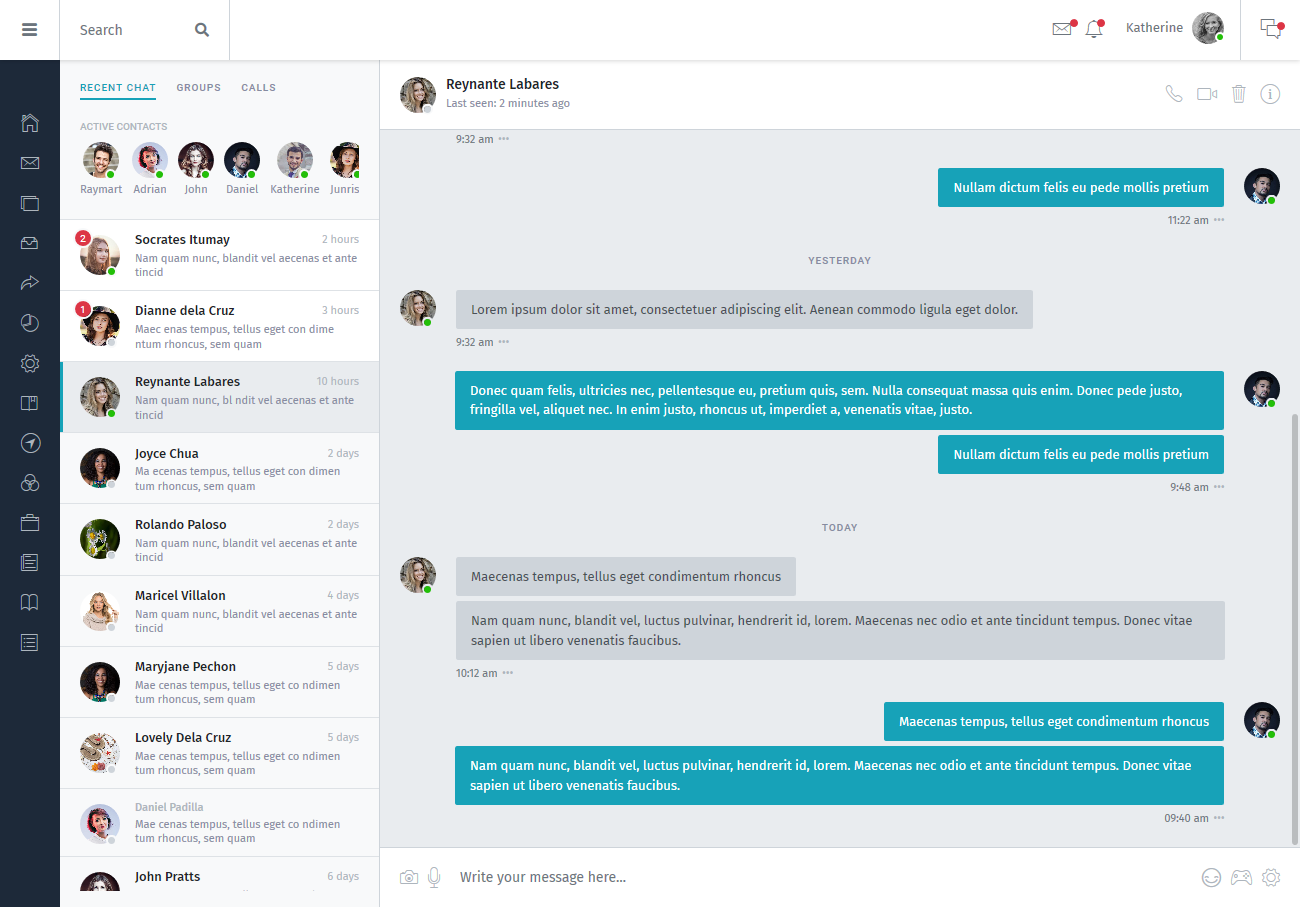 Search
Katherine
RECENT CHAT GROUPS CALLS
ACTIVE CONTACTS
Raymart Adrian John Daniel Katherine Junris
2
Socrates Itumay 2 hours
Nam quam nunc, blandit vel aecenas et ante
tincid
1
Dianne dela Cruz 3 hours
Maec enas tempus, tellus eget con dime
ntum rhoncus, sem quam
Reynante Labares 10 hours
Nam quam nunc, bl ndit vel aecenas et ante
tincid
Joyce Chua 2 days
Ma ecenas tempus, tellus eget con dimen
tum rhoncus, sem quam
Rolando Paloso 2 days
Nam quam nunc, blandit vel aecenas et ante
tincid
Maricel Villalon 4 days
Nam quam nunc, blandit vel aecenas et ante
tincid
Maryjane Pechon 5 days
Mae cenas tempus, tellus eget co ndimen
tum rhoncus, sem quam
Lovely Dela Cruz 5 days
Mae cenas tempus, tellus eget co ndimen
tum rhoncus, sem quam
Daniel Padilla
Mae cenas tempus, tellus eget co ndimen
tum rhoncus, sem quam
John Pratts 6 days
Reynante Labares
Last seen: 2 minutes ago
9:32 am
Nullam dictum felis eu pede mollis pretium
11:22 am
YESTERDAY
Lorem ipsum dolor sit amet, consectetuer adipiscing elit. Aenean commodo ligula eget dolor.
9:32 am
Donec quam felis, ultricies nec, pellentesque eu, pretium quis, sem. Nulla consequat massa quis enim. Donec pede justo,
fringilla vel, aliquet nec. In enim justo, rhoncus ut, imperdiet a, venenatis vitae, justo.
Nullam dictum felis eu pede mollis pretium
9:48 am
TODAY
Maecenas tempus, tellus eget condimentum rhoncus
Nam quam nunc, blandit vel, luctus pulvinar, hendrerit id, lorem. Maecenas nec odio et ante tincidunt tempus. Donec vitae
sapien ut libero venenatis faucibus.
10:12 am
Maecenas tempus, tellus eget condimentum rhoncus
Nam quam nunc, blandit vel, luctus pulvinar, hendrerit id, lorem. Maecenas nec odio et ante tincidunt tempus. Donec vitae
sapien ut libero venenatis faucibus.
09:40 am
Write your message here...